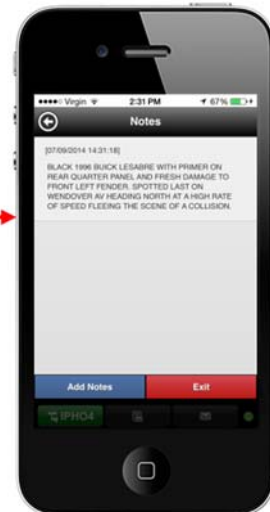 Virgin 2:31 PM 67%
Notes
[07/09/2014 14:31:18]
BLACK 1996 BUICK LESABRE WITH PRIMER ON
REAR QUARTER PANEL AND FRESH DAMAGE TO
FRONT LEFT FENDER. SPOTTED LAST ON
WENDOVER AV HEADING NORTH AT A HIGH RATE
OF SPEED FLEEING THE SCENE OF A COLLISION.
Add Notes Exit
IPHO4